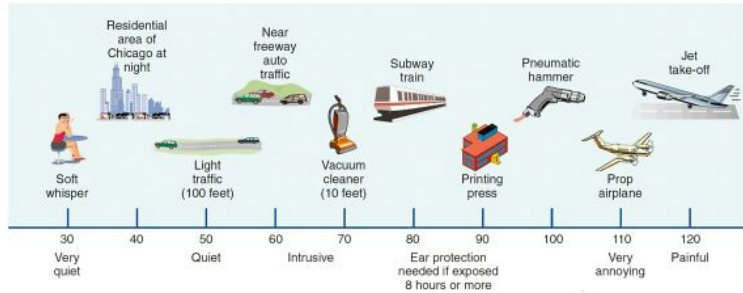 Residential
area of
Chicago at
night
Near
freeway
auto
traffic
Subway
train
Pneumatic
hammer
Jet
take-off
Soft
whisper
Light
traffic
(100 feet)
Vacuum
cleaner
(10 feet)
Printing
press
Prop
airplane
30 40 50 60 70 80 90 100 110 120
Very
quiet
Quiet
Intrusive
Ear protection
needed if exposed
8 hours or more
Very
annoying
Painful